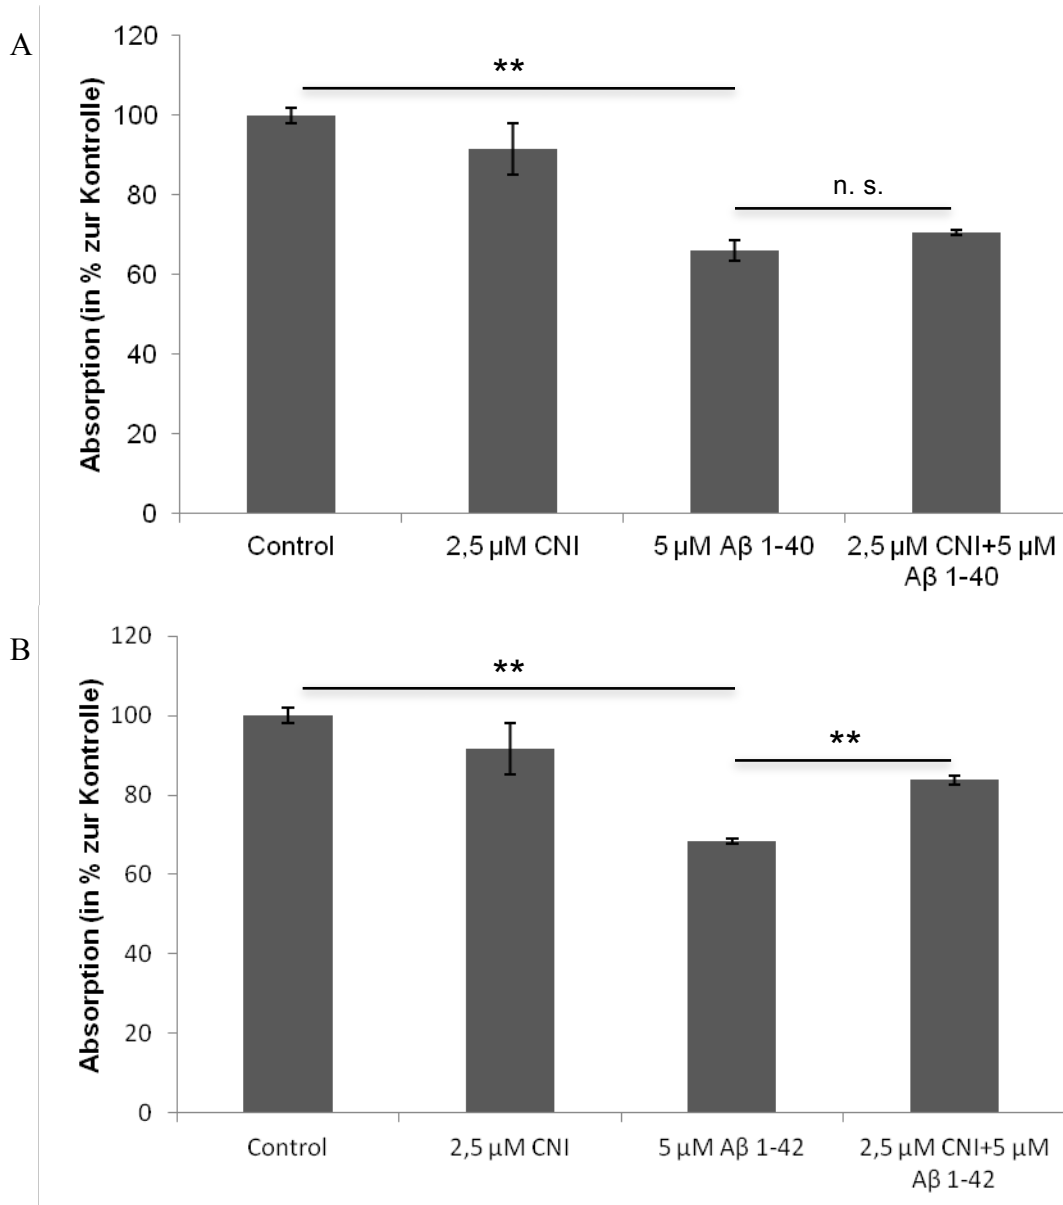 A
Absorption (in % zur Kontrolle)
120
100
80
60
40
20
0
**
n. s.
Control
2,5 µM CNI
5 µM Aβ 1-40
2,5 µM CNI+5 µM
Aβ 1-40
B
Absorption (in % zur Kontrolle)
120
100
80
60
40
20
0
**
**
Control
2,5 µM CNI
5 µM Aβ 1-42
2,5 µM CNI+5 µM
Aβ 1-42